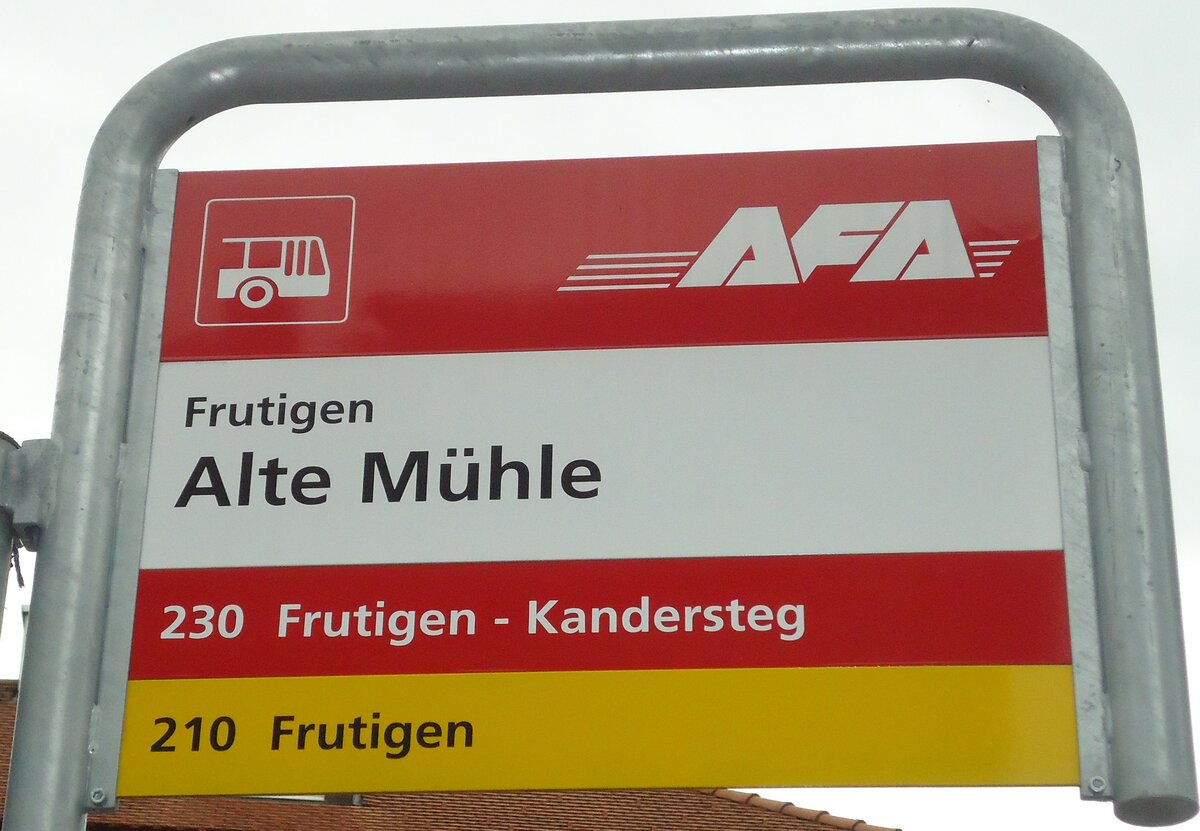 AFA
Frutigen
Alte Mühle
230 Frutigen - Kandersteg
210 Frutigen